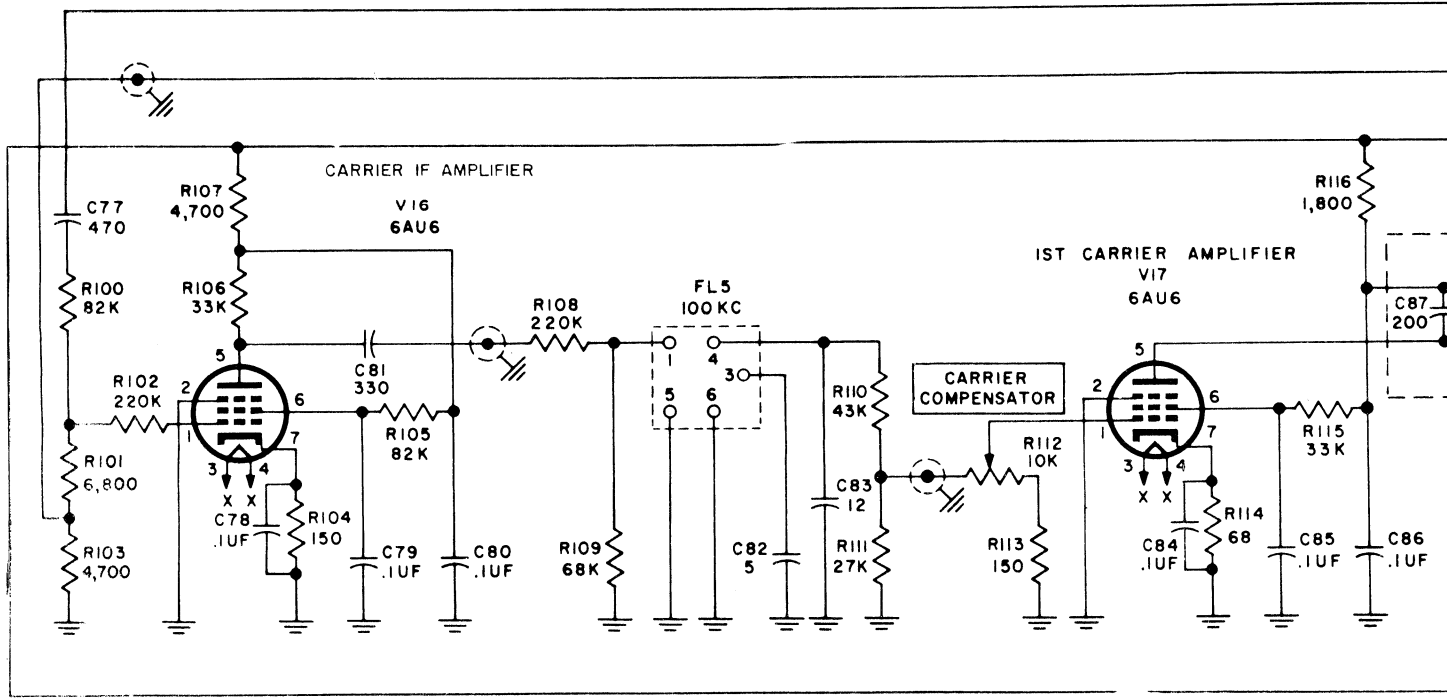 CARRIER IF AMPLIFIER
V16
6AU6
R107
4,700
C77
470
R100
82K
R106
33K
R102
220K
R101
6,800
R103
4,700
5
2
1
6
7
3
4
X X
C78
.1UF
R104
150
C81
330
R105
82K
C79
.1UF
C80
.1UF
R108
220K
R109
68K
FL5
100KC
1
4
3
5
6
C82
5
C83
12
R110
43K
R111
27K
CARRIER
COMPENSATOR
R112
10K
R113
150
1ST CARRIER AMPLIFIER
V17
6AU6
5
2
1
6
7
3
4
X X
C84
.1UF
R114
68
R115
33K
C85
.1UF
C86
.1UF
R116
1,800
C87
200